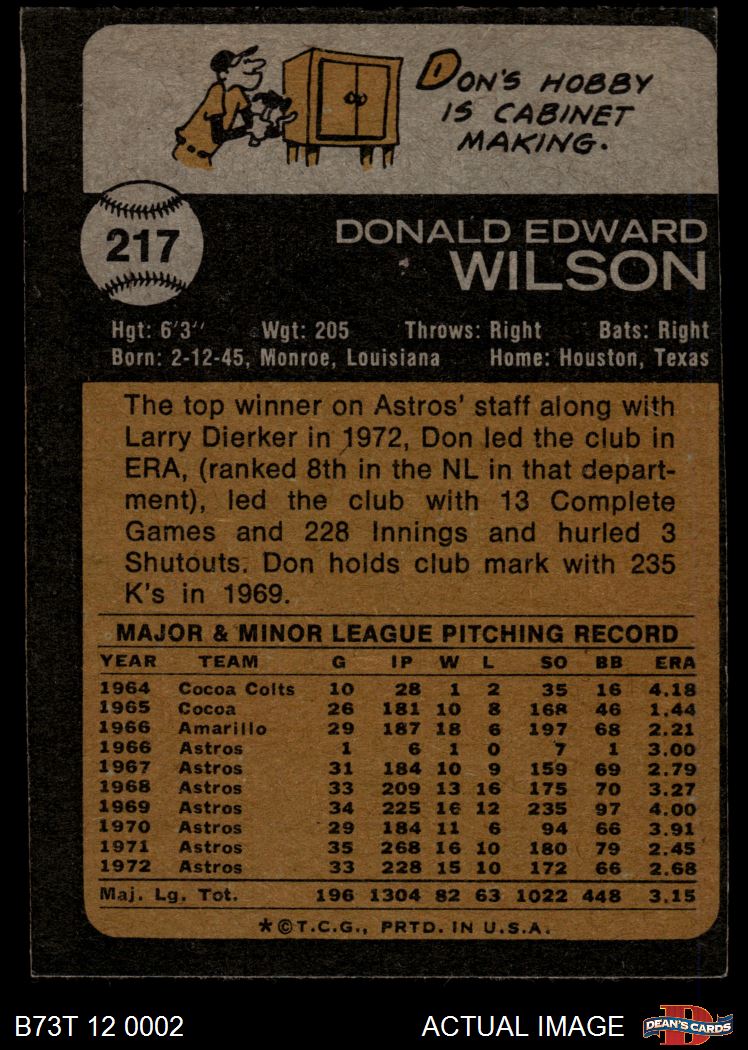 DON'S HOBBY
IS CABINET
MAKING.
217
DONALD EDWARD
WILSON
Hgt: 6'3'' Wgt: 205 Throws: Right Bats: Right
Born: 2-12-45, Monroe, Louisiana Home: Houston, Texas
The top winner on Astros' staff along with
Larry Dierker in 1972, Don led the club in
ERA, (ranked 8th in the NL in that depart-
ment), led the club with 13 Complete
Games and 228 Innings and hurled 3
Shutouts. Don holds club mark with 235
K's in 1969.
MAJOR & MINOR LEAGUE PITCHING RECORD
YEAR TEAM G IP W L SO BB ERA
1964 Cocoa Colts 10 28 1 2 35 16 4.18
1965 Cocoa 26 181 10 8 168 46 1.44
1966 Amarillo 29 187 18 6 197 68 2.21
1966 Astros 1 6 1 0 7 1 3.00
1967 Astros 31 184 10 9 159 69 2.79
1968 Astros 33 209 13 16 175 70 3.27
1969 Astros 34 225 16 12 235 97 4.00
1970 Astros 29 184 11 6 94 66 3.91
1971 Astros 35 268 16 10 180 79 2.45
1972 Astros 33 228 15 10 172 66 2.68
Maj. Lg. Tot. 196 1304 82 63 1022 448 3.15
*©T.C.G., PRTD. IN U.S.A.
B73T 12 0002 ACTUAL IMAGE DEAN'S CARDS